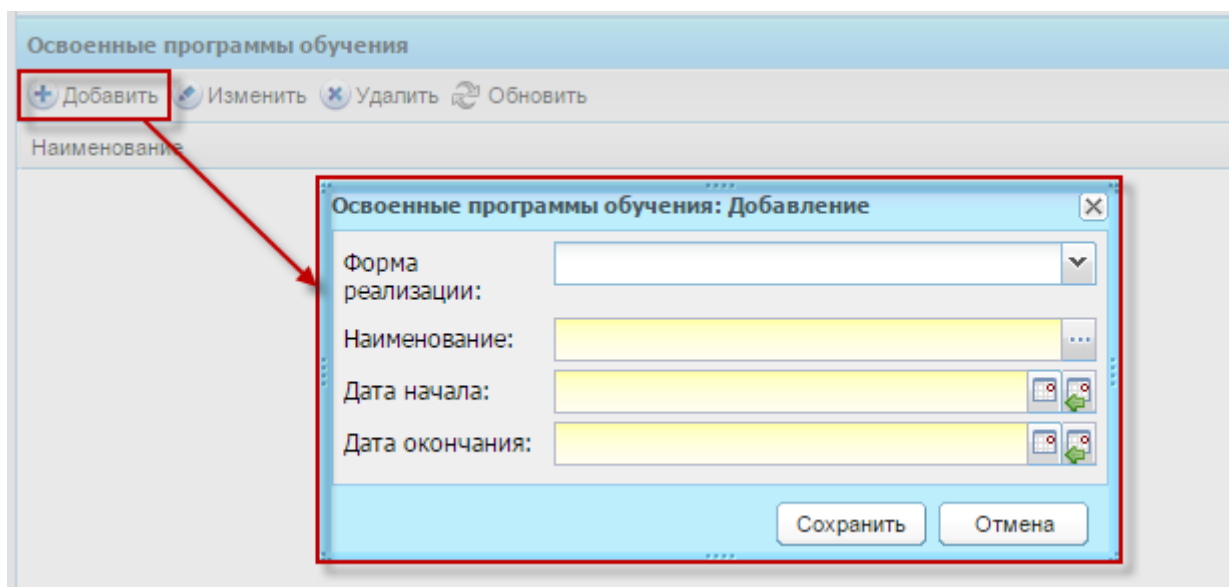 Освоенные программы обучения
Добавить Изменить Удалить Обновить
Наименование
Освоенные программы обучения: Добавление
Форма
реализации:
Наименование:
Дата начала:
Дата окончания:
Сохранить Отмена